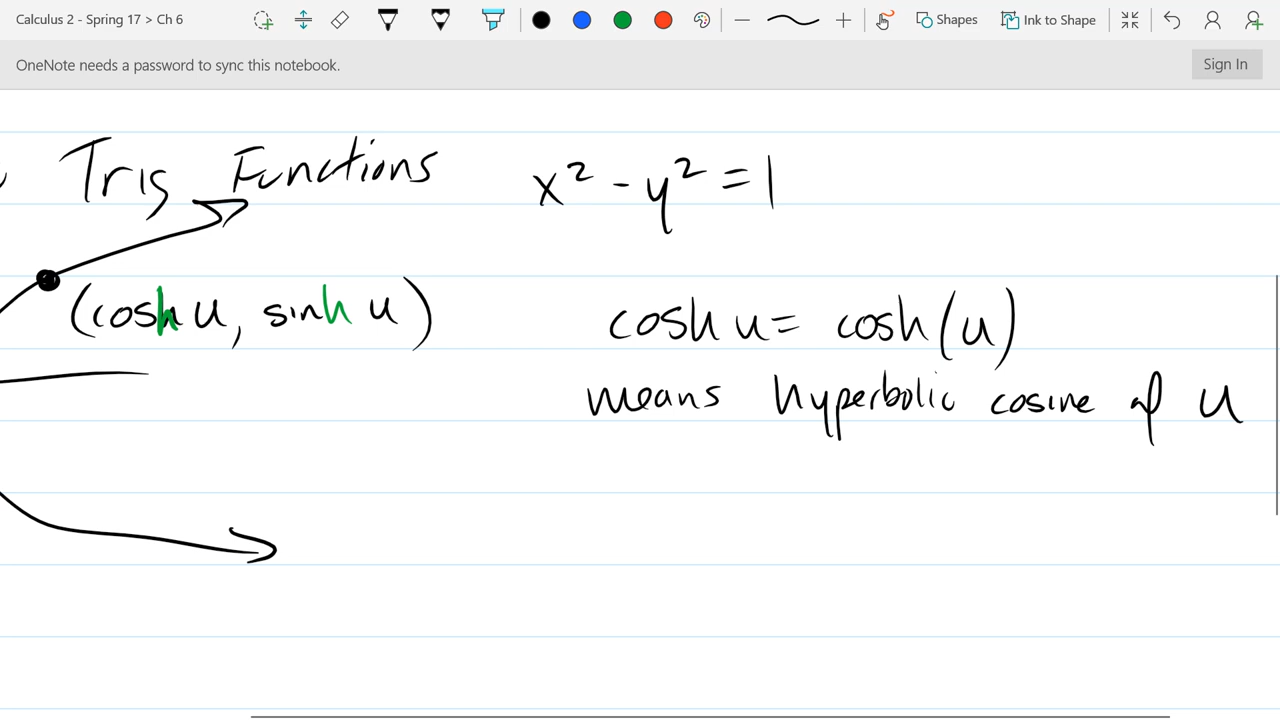 Calculus 2 - Spring 17 > Ch 6
Shapes
Ink to Shape
OneNote needs a password to sync this notebook.
Sign In
Trig Functions
x² - y² = 1
(cosh u, sinh u)
cosh u = cosh(u)
means hyperbolic cosine of u